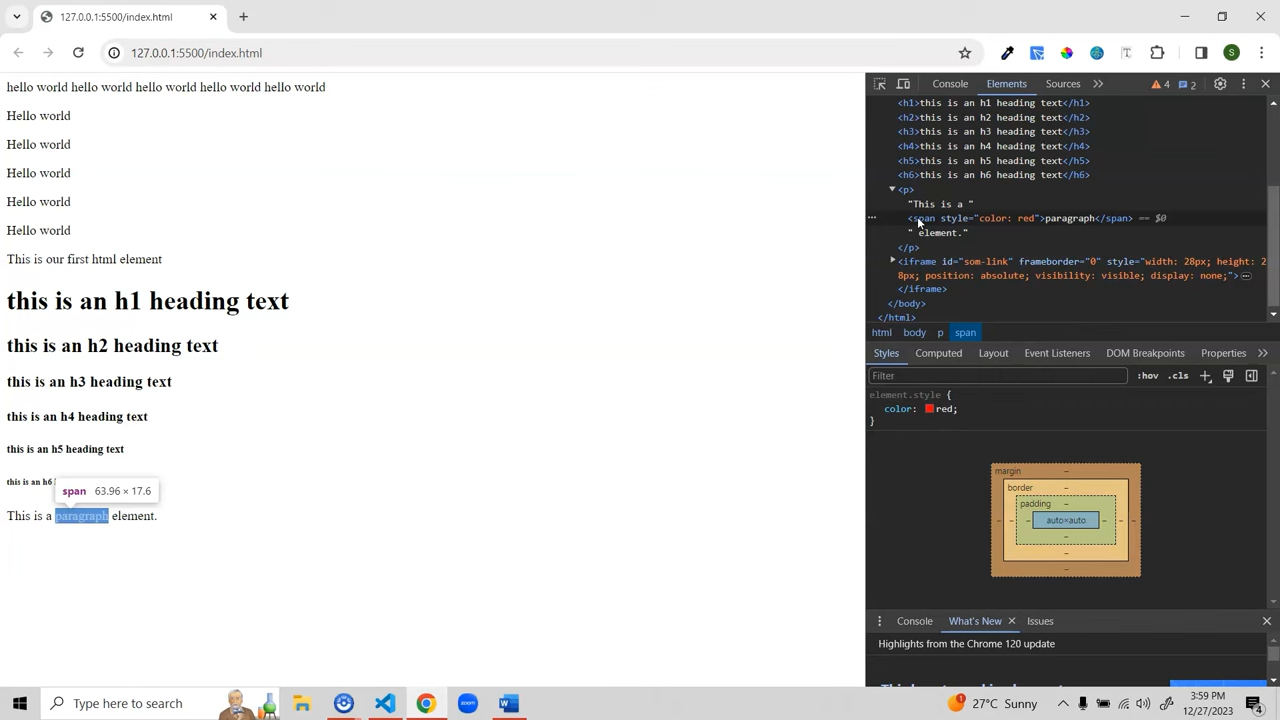 127.0.0.1:5500/index.html
127.0.0.1:5500/index.html
S
hello world hello world hello world hello world hello world
Hello world
Hello world
Hello world
Hello world
Hello world
This is our first html element
this is an h1 heading text
this is an h2 heading text
this is an h3 heading text
this is an h4 heading text
this is an h5 heading text
this is an h6
span 63.96 × 17.6
This is a paragraph element.
Console Elements Sources 4 2
<h1>this is an h1 heading text</h1>
<h2>this is an h2 heading text</h2>
<h3>this is an h3 heading text</h3>
<h4>this is an h4 heading text</h4>
<h5>this is an h5 heading text</h5>
<h6>this is an h6 heading text</h6>
<p>
"This is a "
<span style="color: red">paragraph</span> == $0
" element."
</p>
<iframe id="som-link" frameborder="0" style="width: 28px; height: 2
8px; position: absolute; visibility: visible; display: none;">
</iframe>
</body>
</html>
html body p span
Styles Computed Layout Event Listeners DOM Breakpoints Properties
Filter :hov .cls
element.style {
color: red;
}
margin –
border –
padding –
– – – auto×auto – – –
–
–
–
Console What's New Issues
Highlights from the Chrome 120 update
Type here to search
zoom
1
27°C Sunny
3:59 PM
12/27/2023
4